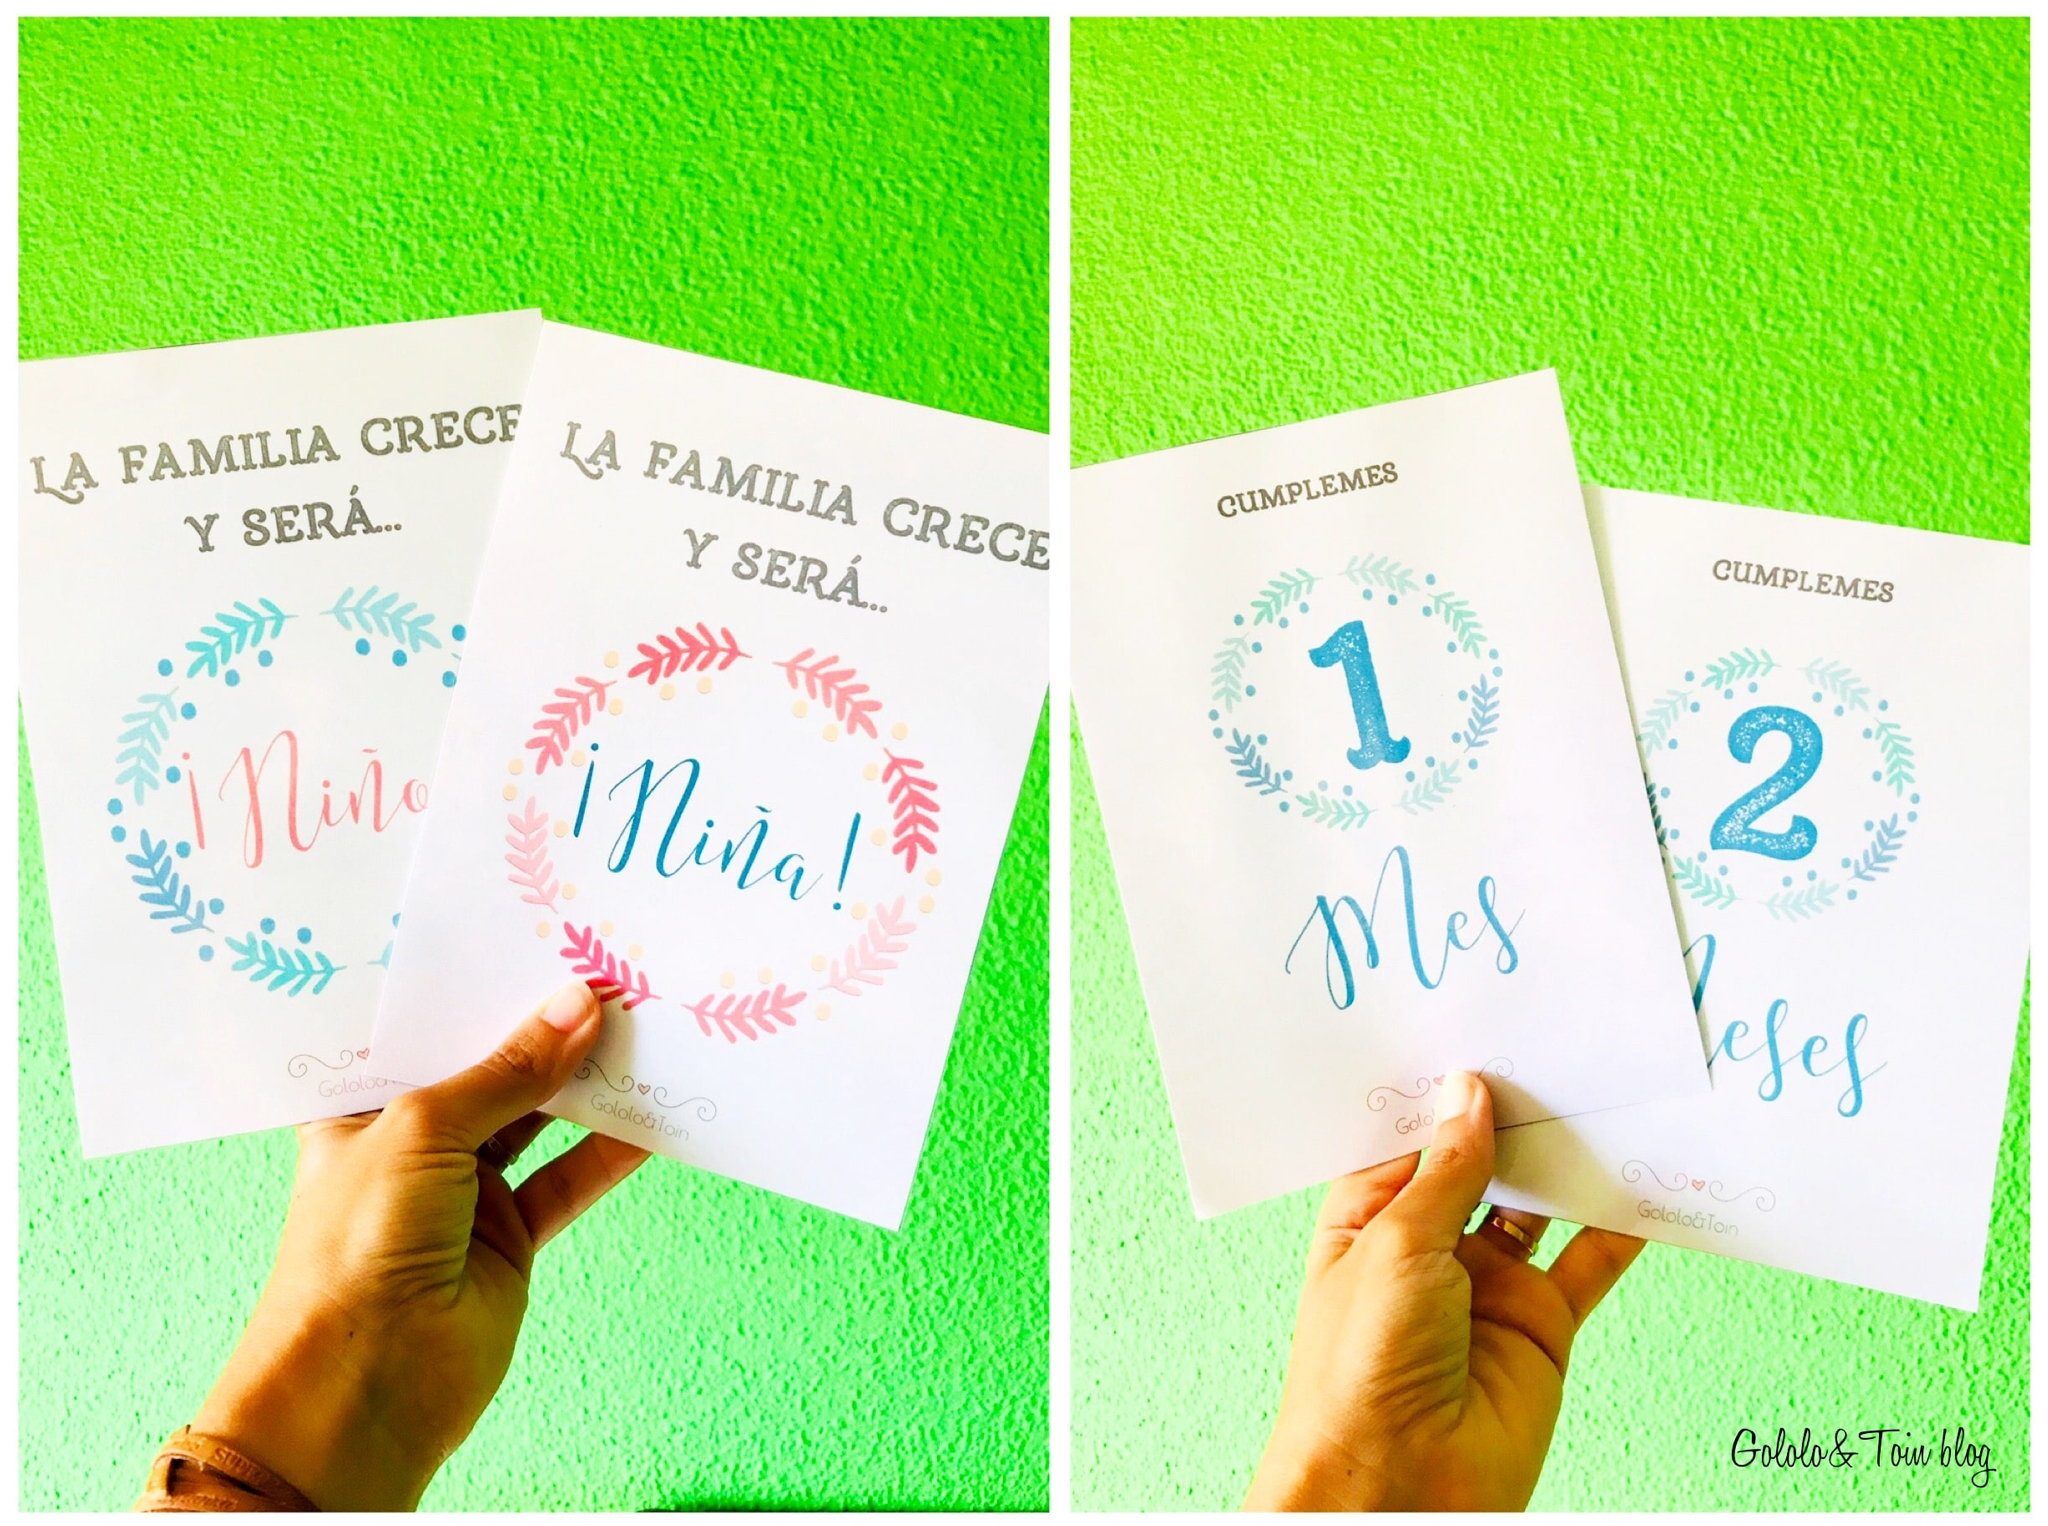 LA FAMILIA CRECE
Y SERÁ...
¡Niño
Gololo&
LA FAMILIA CRECE
Y SERÁ...
¡Niña!
Gololo&Toin
CUMPLEMES
1
Mes
Golo
CUMPLEMES
2
Meses
Gololo&Toin
Gololo& Toin blog